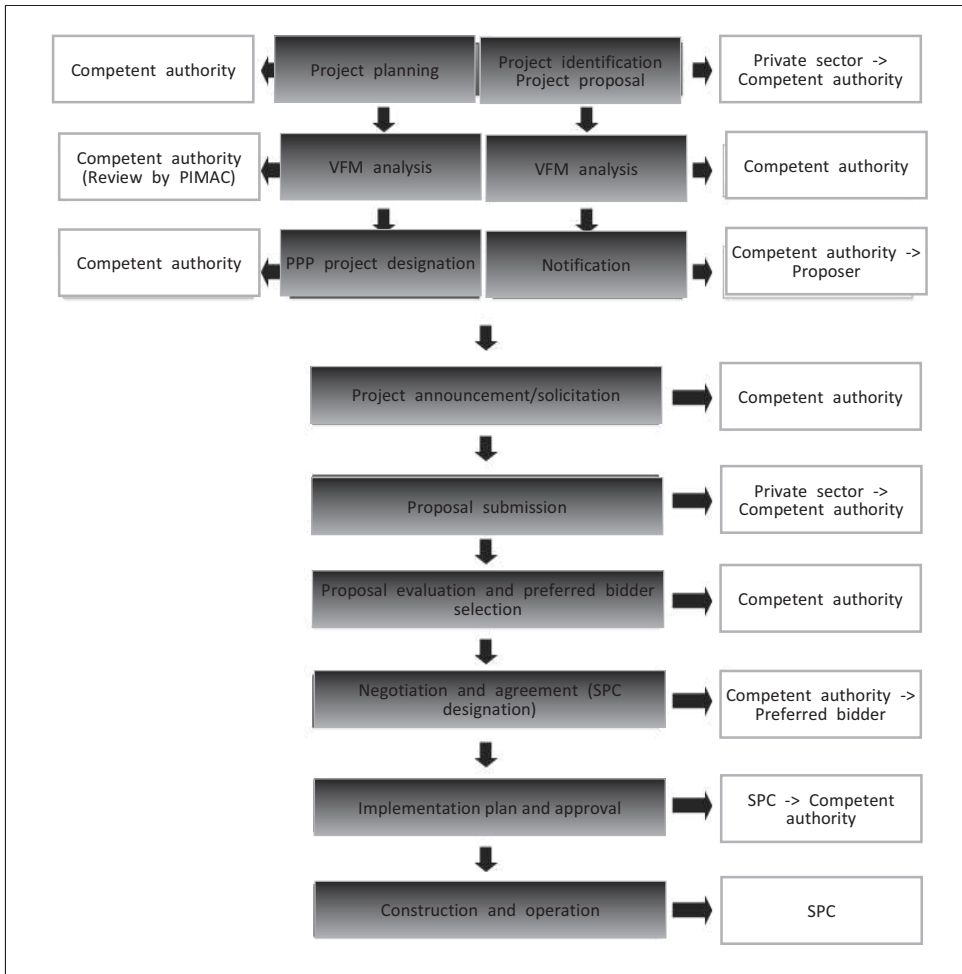 Competent authority
Project planning
Project identification
Project proposal
Private sector ->
Competent authority
Competent authority
(Review by PIMAC)
VFM analysis
VFM analysis
Competent authority
Competent authority
PPP project designation
Notification
Competent authority ->
Proposer
Project announcement/solicitation
Competent authority
Proposal submission
Private sector ->
Competent authority
Proposal evaluation and preferred bidder
selection
Competent authority
Negotiation and agreement (SPC
designation)
Competent authority ->
Preferred bidder
Implementation plan and approval
SPC -> Competent
authority
Construction and operation
SPC